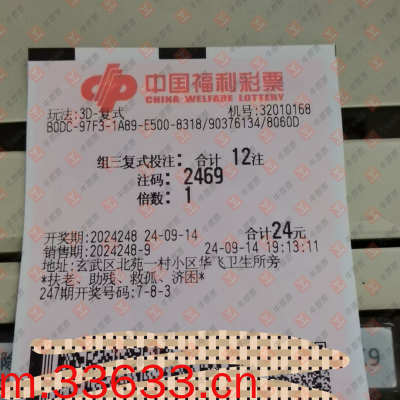 中国福利彩票
CHINA WELFARE LOTTERY
玩法:3D-复式 机号:32010168
80DC-97F3-1A89-E500-8318/90376134/8060D
组三复式投注: 合计 12注
注码: 2469
倍数: 1
开奖期:2024248 24-09-14 合计24元
销售期:2024248-9 24-09-14 19:13:11
地址:玄武区北苑一村小区华飞卫生所旁
*扶老、助残、救孤、济困*
247期开奖号码:7-8-3
m.33633.cn